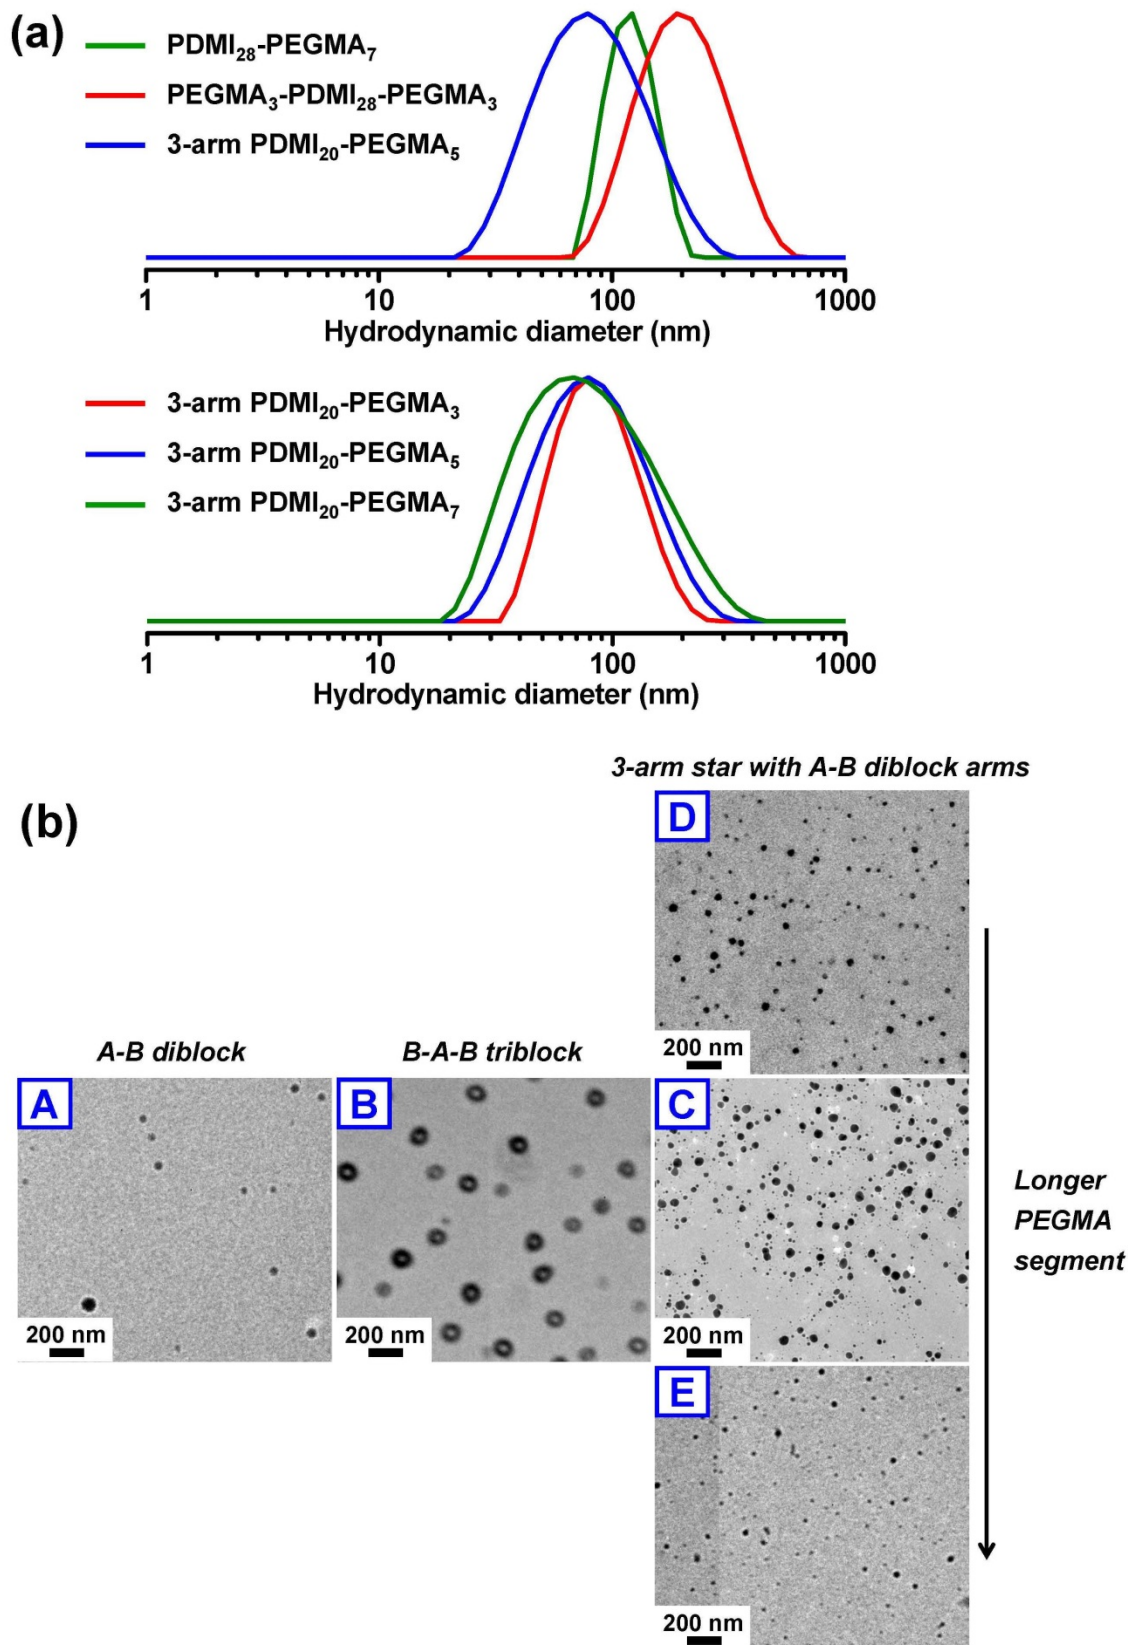 (a)
PDMI₂₈-PEGMA₇
PEGMA₃-PDMI₂₈-PEGMA₃
3-arm PDMI₂₀-PEGMA₅
1 10 100 1000
Hydrodynamic diameter (nm)
3-arm PDMI₂₀-PEGMA₃
3-arm PDMI₂₀-PEGMA₅
3-arm PDMI₂₀-PEGMA₇
1 10 100 1000
Hydrodynamic diameter (nm)
(b)
3-arm star with A-B diblock arms
D
200 nm
A-B diblock
B-A-B triblock
A
200 nm
B
200 nm
C
200 nm
Longer
PEGMA
segment
E
200 nm